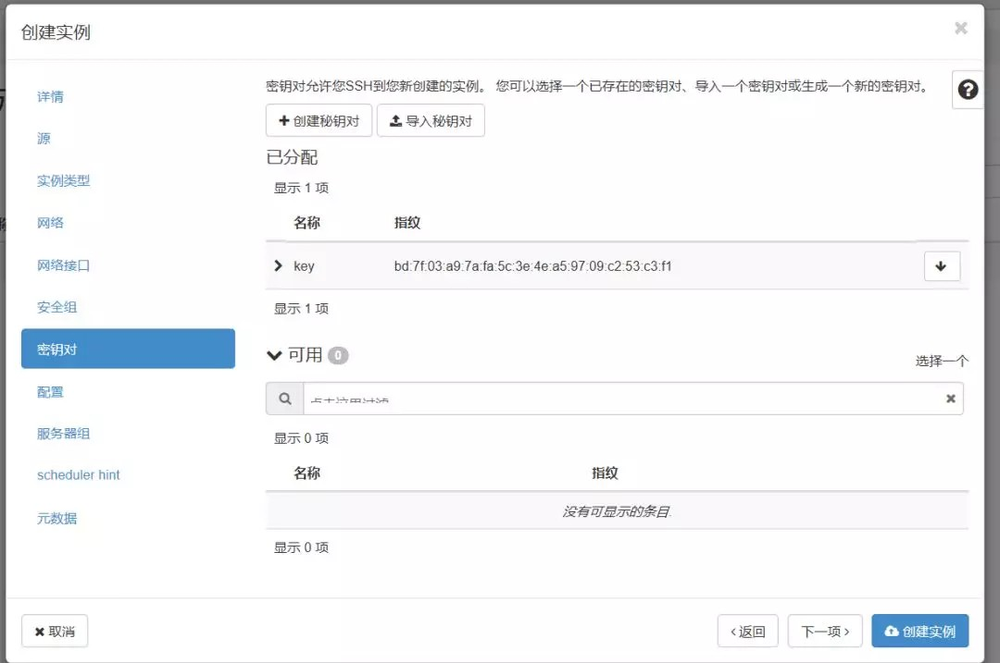 创建实例
详情
源
实例类型
网络
网络接口
安全组
密钥对
配置
服务器组
scheduler hint
元数据
密钥对允许您SSH到您新创建的实例。 您可以选择一个已存在的密钥对、导入一个密钥对或生成一个新的密钥对。
创建秘钥对 导入秘钥对
已分配
显示 1 项
名称 指纹
key bd:7f:03:a9:7a:fa:5c:3e:4e:a5:97:09:c2:53:c3:f1
显示 1 项
可用 0
选择一个
点击这里过滤
显示 0 项
名称 指纹
没有可显示的条目.
显示 0 项
取消 ‹返回 下一项› 创建实例